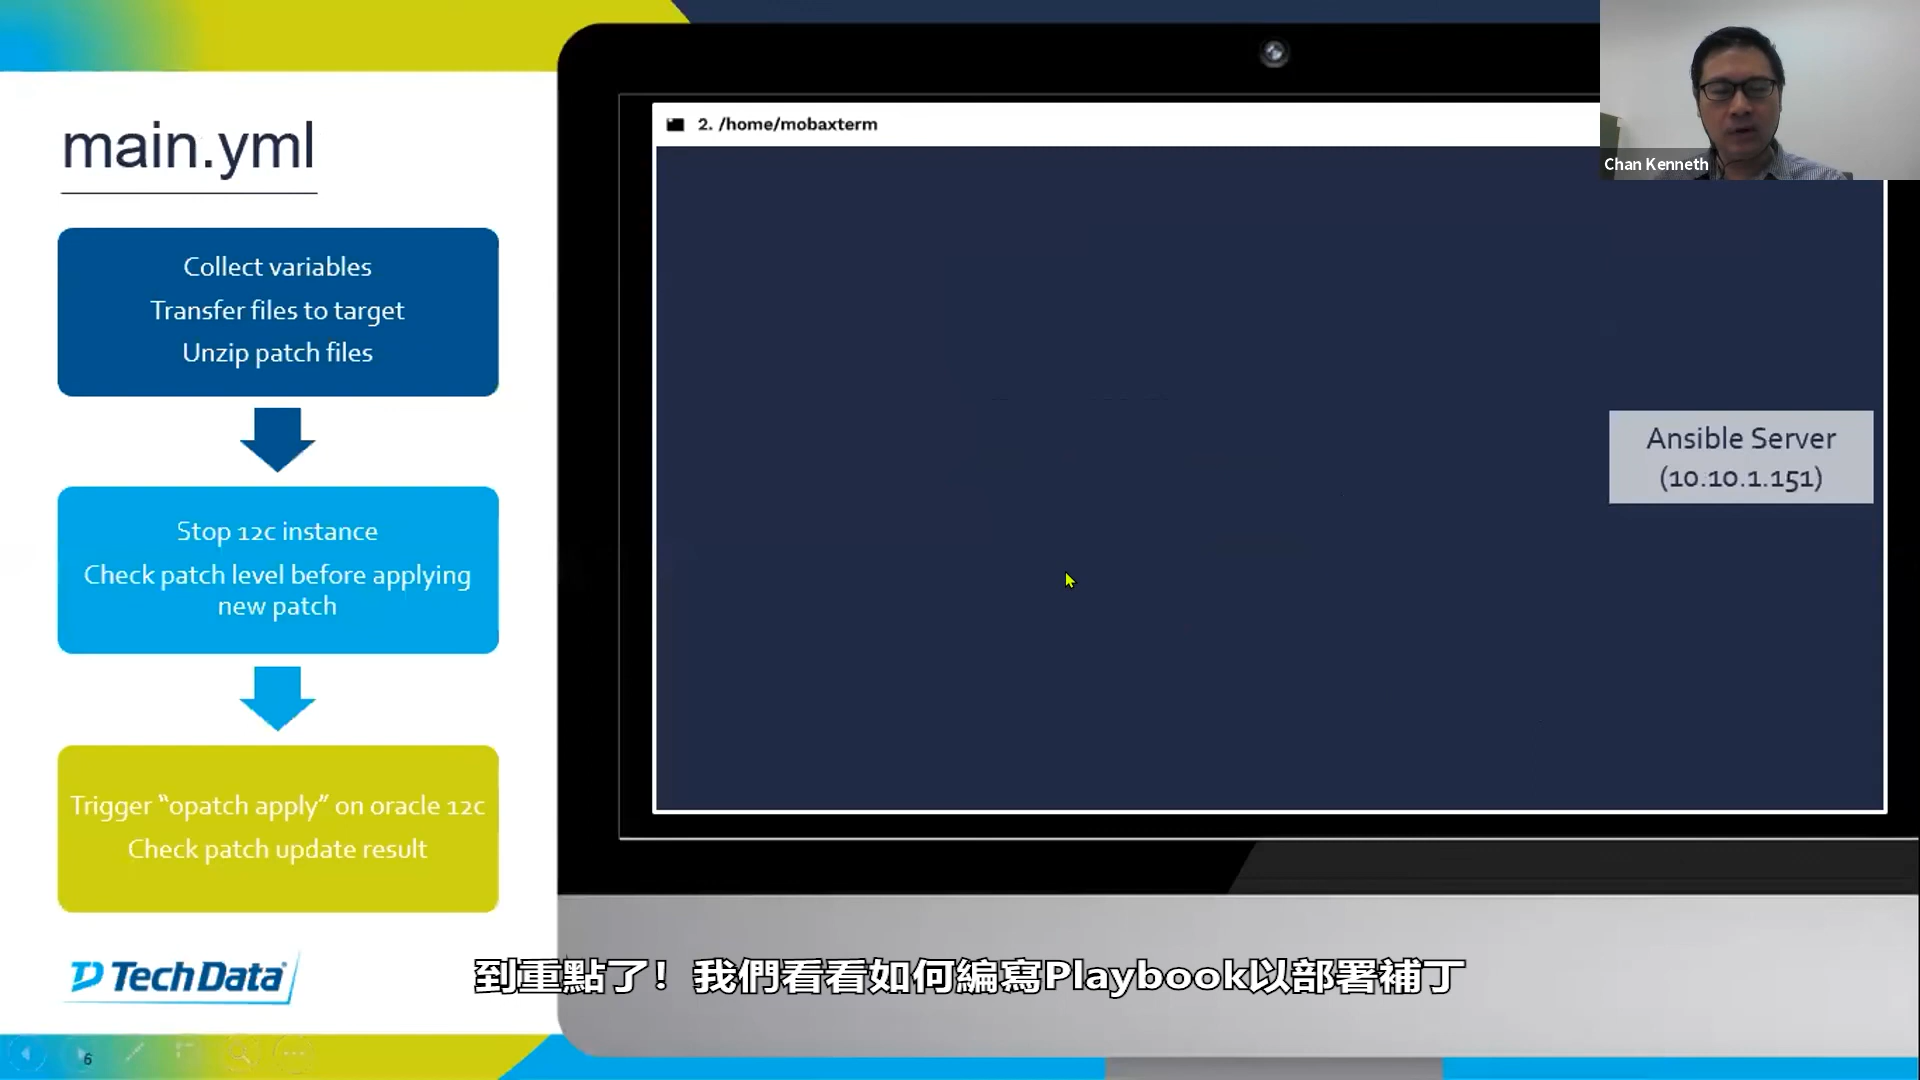 main.yml
Collect variables
Transfer files to target
Unzip patch files
Stop 12c instance
Check patch level before applying
new patch
Trigger “opatch apply” on oracle 12c
Check patch update result
TechData
6
2. /home/mobaxterm
Ansible Server
(10.10.1.151)
Chan Kenneth
到重點了！我們看看如何編寫Playbook以部署補丁